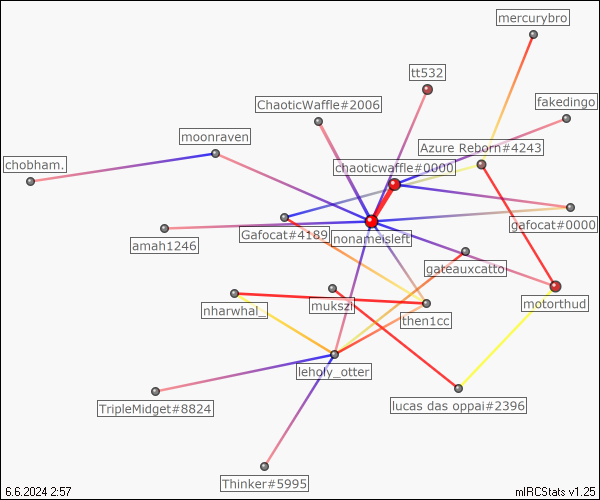 mercurybro
tt532
ChaoticWaffle#2006
fakedingo
moonraven
Azure Reborn#4243
chobham.
chaoticwaffle#0000
gafocat#0000
Gafocat#4189
nonameisleft
amah1246
gateauxcatto
nharwhal_
mukszi
motorthud
then1cc
leholy_otter
TripleMidget#8824
lucas das oppai#2396
Thinker#5995
6.6.2024 2:57
mIRCStats v1.25